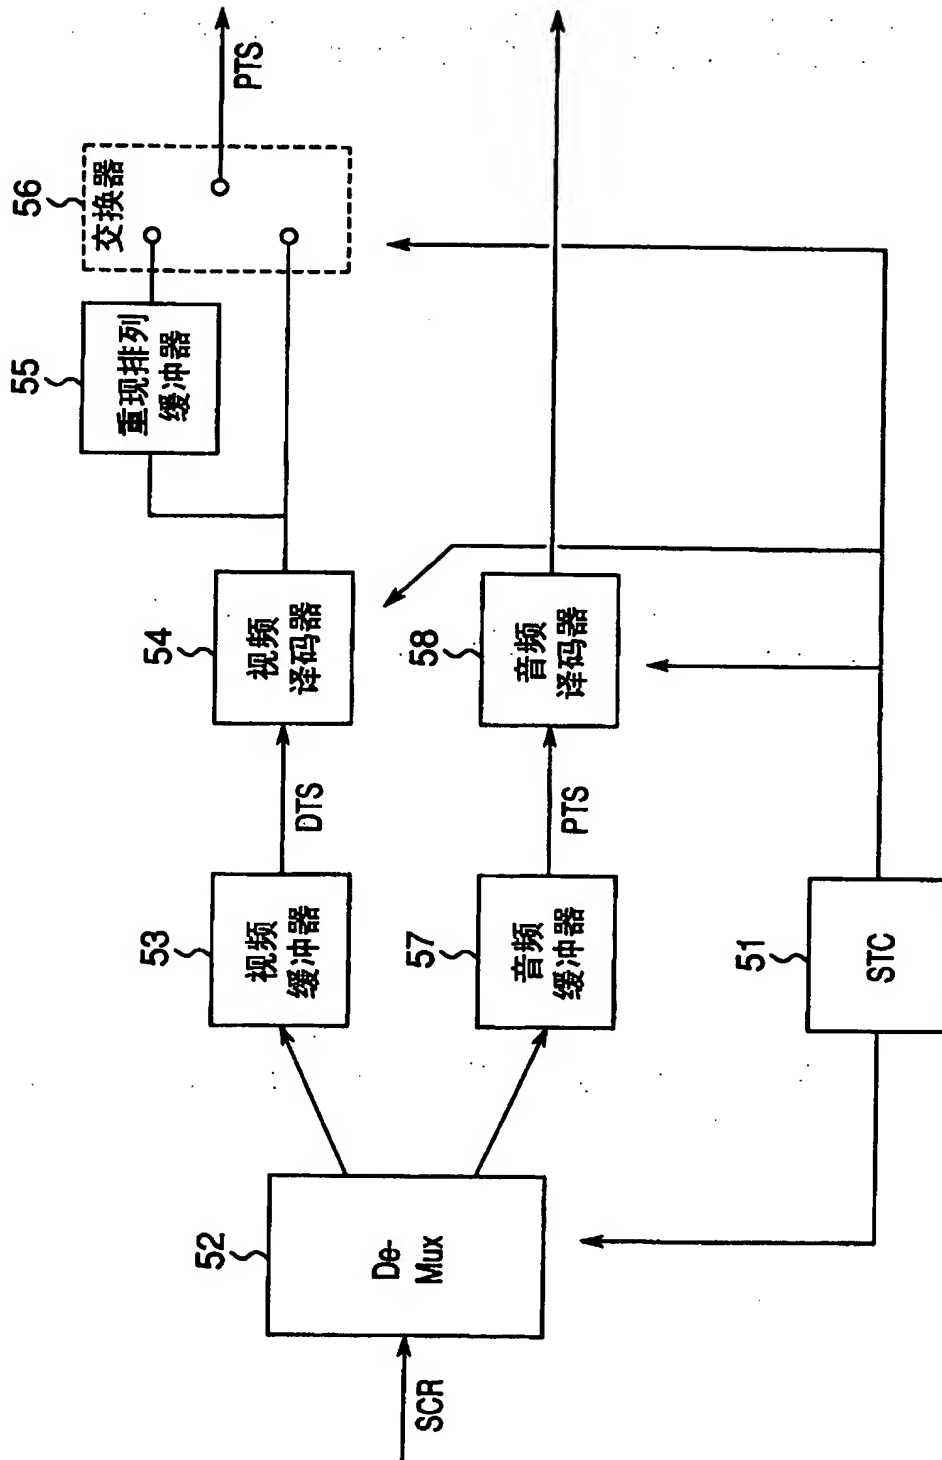 SCR
52
De-
Mux
53
视频
缓冲器
DTS
54
视频
译码器
55
重现排列
缓冲器
56
交换器
PTS
57
音频
缓冲器
PTS
58
音频
译码器
51
STC